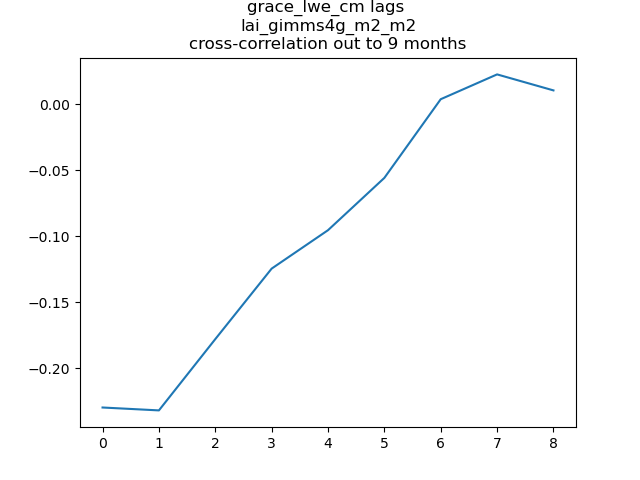 grace_lwe_cm lags
lai_gimms4g_m2_m2
cross-correlation out to 9 months
0.00
−0.05
−0.10
−0.15
−0.20
0 1 2 3 4 5 6 7 8